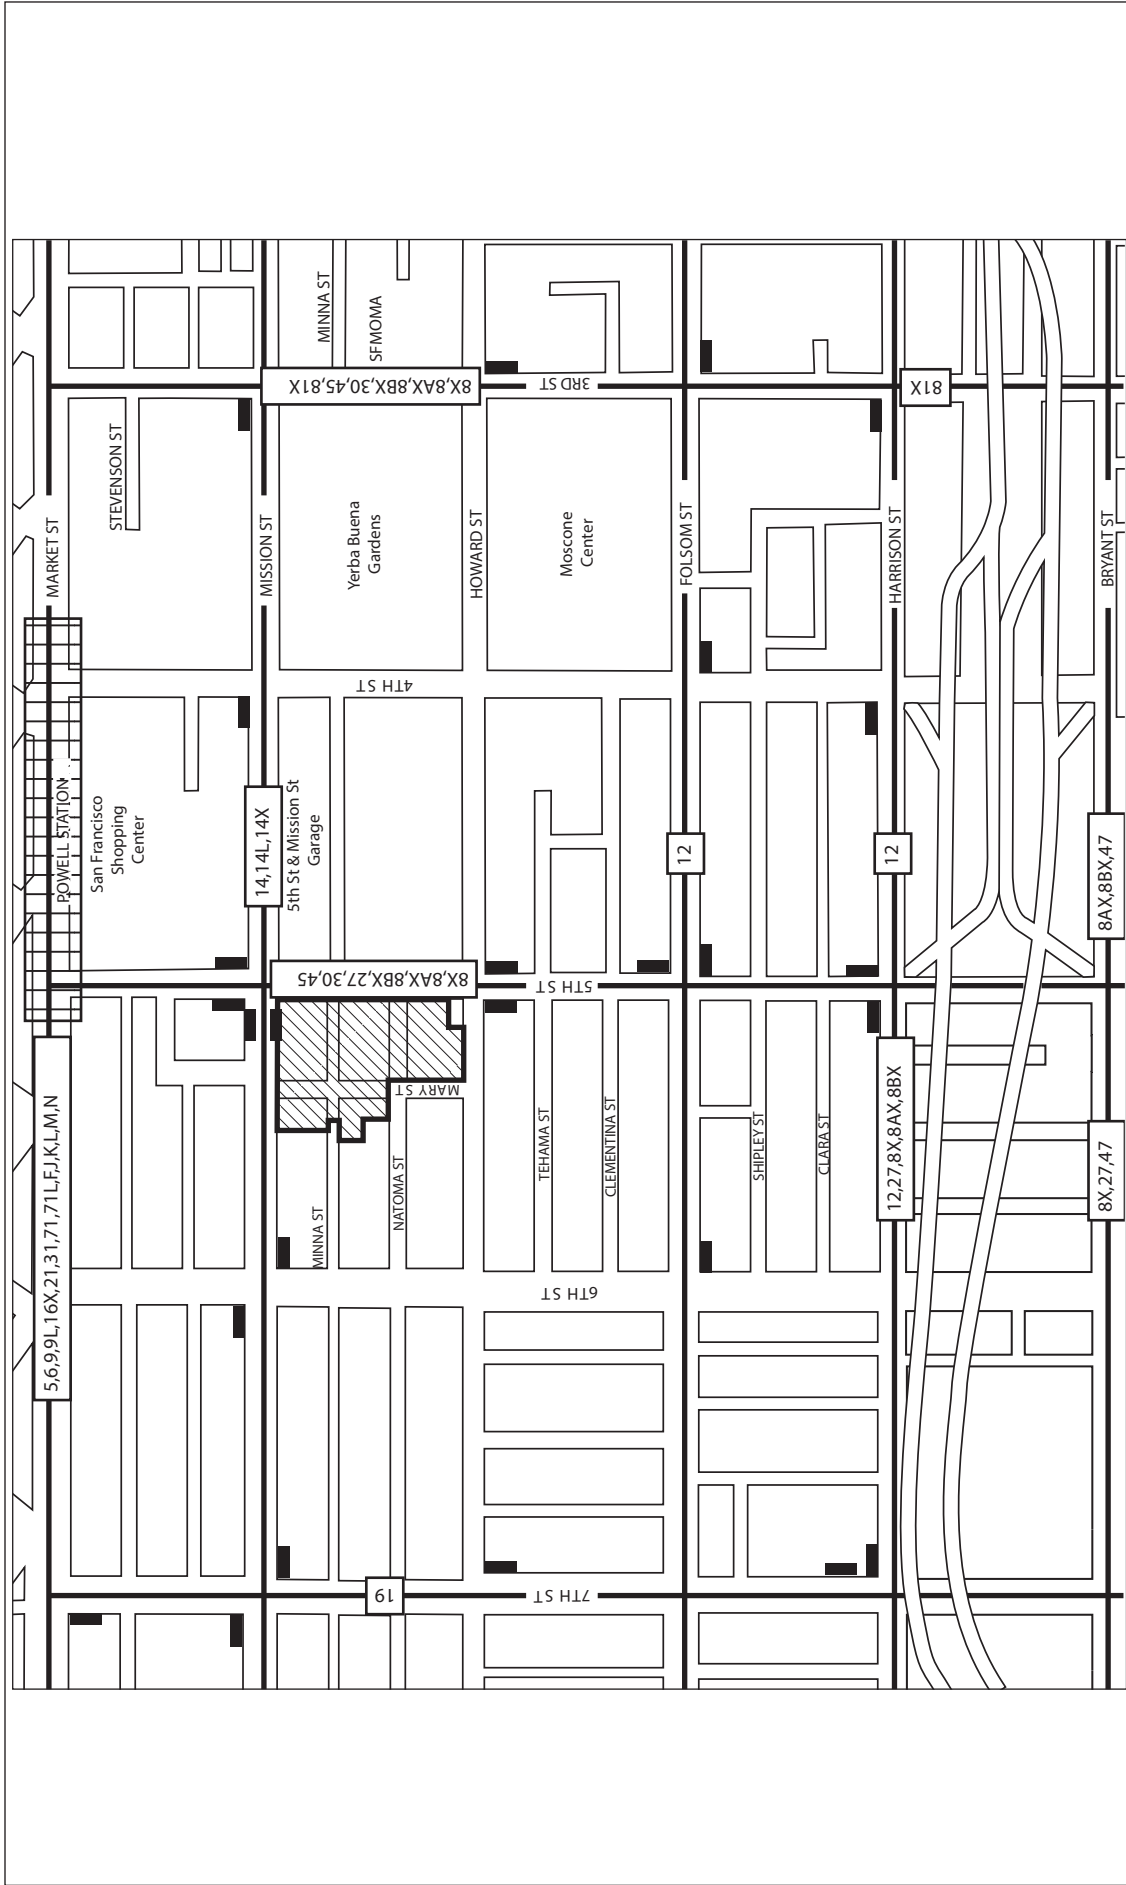 MINNA ST
SFMOMA
8X,8AX,8BX,30,45,81X
3RD ST
81X
STEVENSON ST
MARKET ST
MISSION ST
Yerba Buena
Gardens
HOWARD ST
Moscone
Center
FOLSOM ST
HARRISON ST
BRYANT ST
4TH ST
POWELL STATION
San Francisco
Shopping
Center
14,14L,14X
5th St & Mission St
Garage
12
12
8AX,8BX,47
8X,8AX,8BX,27,30,45
5TH ST
5,6,9,9L,16X,21,31,71,71L,F,J,K,L,M,N
MARY ST
MINNA ST
NATOMA ST
TEHAMA ST
CLEMENTINA ST
SHIPLEY ST
CLARA ST
12,27,8X,8AX,8BX
8X,27,47
6TH ST
19
7TH ST